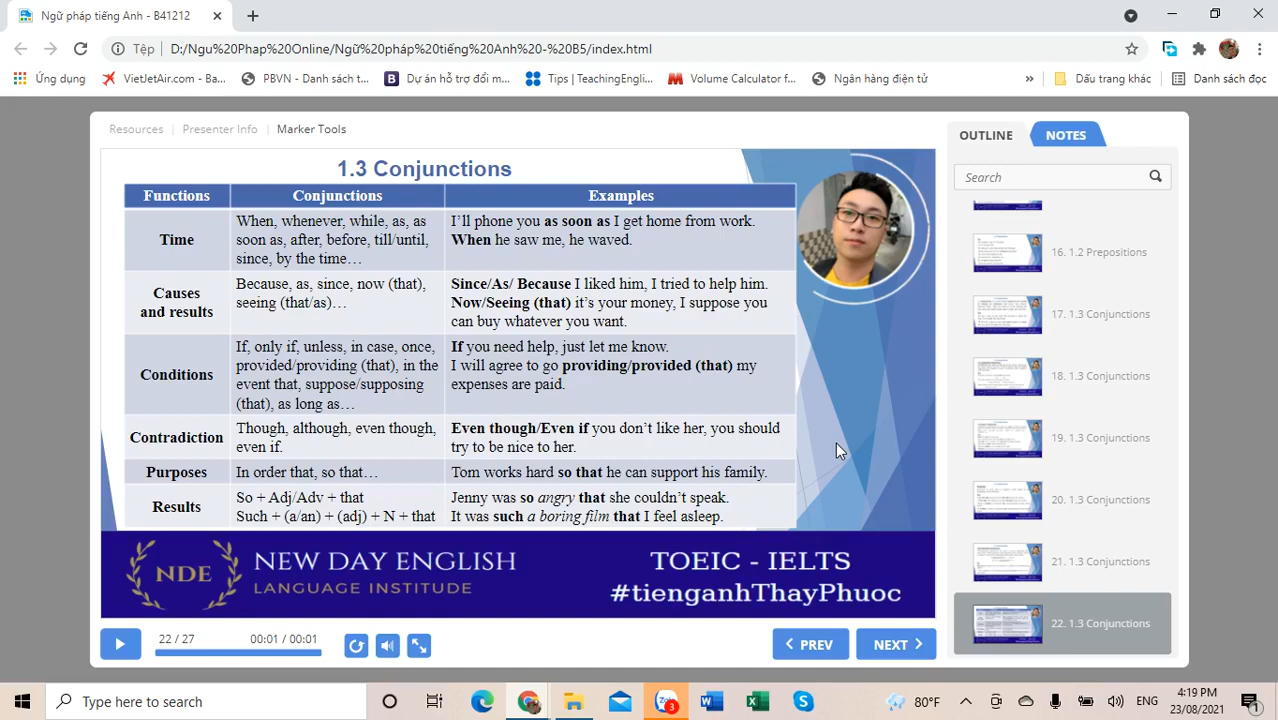 Ngữ pháp tiếng Anh - B41212
Tệp
D:/Ngu%20Phap%20Online/Ngữ%20pháp%20tiếng%20Anh%20-%20B5/index.html
Ứng dụng
VietJetAir.com - Ba...
PBVN - Danh sách t...
Dự án hỗ trợ đổi m...
Tips | TeachingEngli...
Volume Calculator f...
Ngân hàng điện tử
»
Dấu trang khác
Danh sách đọc
Resources | Presenter Info | Marker Tools
1.3 Conjunctions
Functions
Conjunctions
Examples
Time
When, whenever, while, as, as
soon as, after, before, till/until,
since, by the time…
I'll phone you as soon as I get home from work.
When he saw me, he waved.
Causes
and results
Because, as, since, now (that),
seeing (that/as)…
Since/As/ Because I liked him, I tried to help him.
Now/Seeing (that) it's your money, I suppose you
can buy whatever you want.
Conditions
If, only if, unless, in case, once,
provided/providing (that), in the
event that, suppose/supposing
(that), as long as…
If you need help, just let me know.
I will agree to go providing/provided (that) my
expenses are paid.
Contradiction
Though, although, even though,
even if
Even though/Even if you don't like her, you should
try to be nice to her.
Purposes
In order that, so that
Tom works hard so that he can support his family.
Results
So + Adj/Adv + that
Such + (a/an) (adj) + N + that
Jenny was so angry that she couldn't speak.
It was such a boring film that I feel asleep.
NDE
NEW DAY ENGLISH
LANGUAGE INSTITUTE
TOEIC - IELTS
#tienganhThayPhuoc
22 / 27
00:01 / 00:01
PREV
NEXT
OUTLINE
NOTES
Search
16. 1.2 Prepositions
17. 1.3 Conjunctions
18. 1.3 Conjunctions
19. 1.3 Conjunctions
20. 1.3 Conjunctions
21. 1.3 Conjunctions
22. 1.3 Conjunctions
Type here to search
3
80°F
ENG
4:19 PM
23/08/2021
1